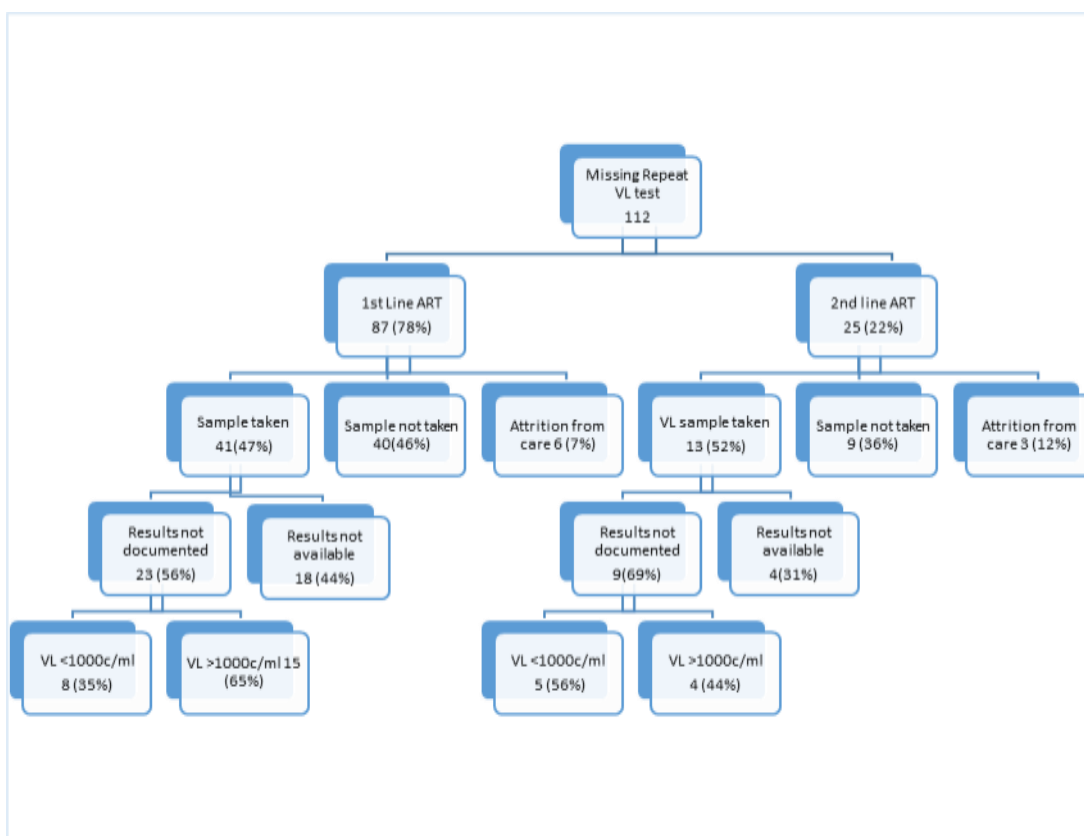 Missing Repeat
VL test
112
1st Line ART
87 (78%)
2nd line ART
25 (22%)
Sample taken
41(47%)
Sample not taken
40(46%)
Attrition from
care 6 (7%)
VL sample taken
13 (52%)
Sample not taken
9 (36%)
Attrition from
care 3 (12%)
Results not
documented
23 (56%)
Results not
available
18 (44%)
Results not
documented
9(69%)
Results not
available
4(31%)
VL <1000c/ml
8 (35%)
VL >1000c/ml 15
(65%)
VL <1000c/ml
5 (56%)
VL >1000c/ml
4 (44%)